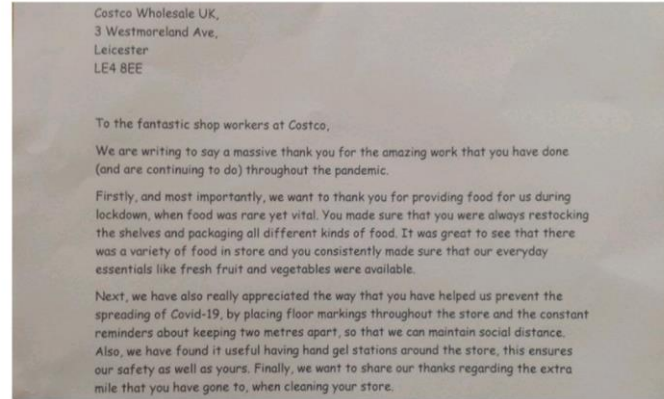 Costco Wholesale UK,
3 Westmoreland Ave,
Leicester
LE4 8EE
To the fantastic shop workers at Costco,
We are writing to say a massive thank you for the amazing work that you have done
(and are continuing to do) throughout the pandemic.
Firstly, and most importantly, we want to thank you for providing food for us during
lockdown, when food was rare yet vital. You made sure that you were always restocking
the shelves and packaging all different kinds of food. It was great to see that there
was a variety of food in store and you consistently made sure that our everyday
essentials like fresh fruit and vegetables were available.
Next, we have also really appreciated the way that you have helped us prevent the
spreading of Covid-19, by placing floor markings throughout the store and the constant
reminders about keeping two metres apart, so that we can maintain social distance.
Also, we have found it useful having hand gel stations around the store, this ensures
our safety as well as yours. Finally, we want to share our thanks regarding the extra
mile that you have gone to, when cleaning your store.